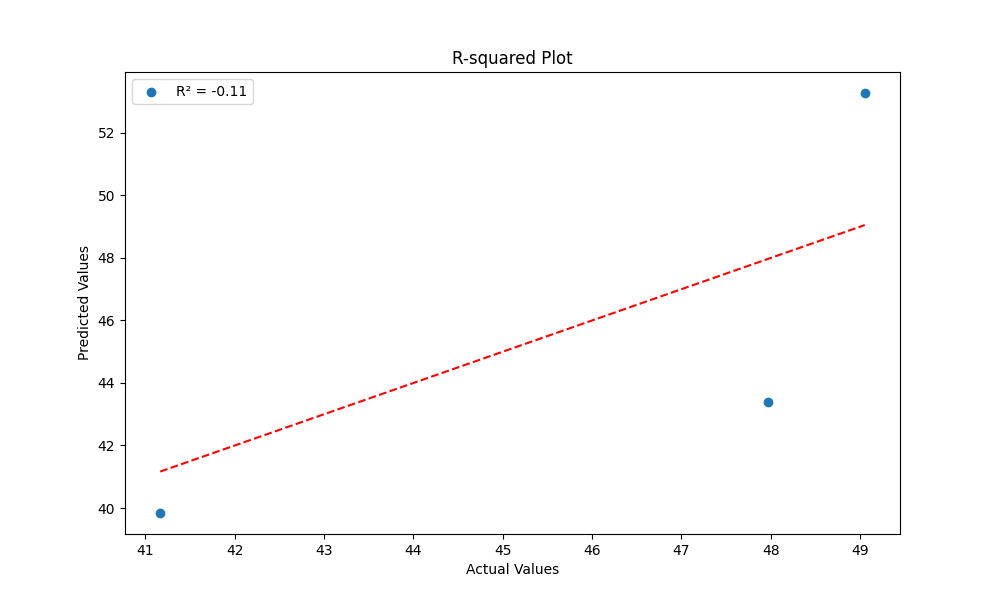 R-squared Plot
R² = -0.11
52
50
48
46
44
42
40
Predicted Values
41 42 43 44 45 46 47 48 49
Actual Values